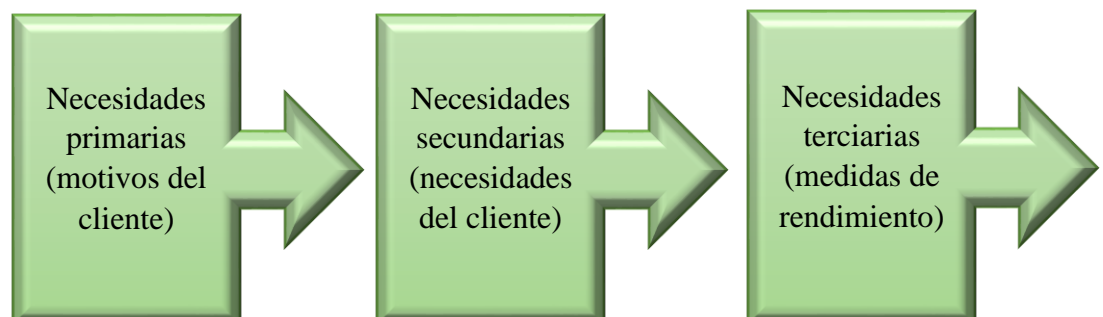 Necesidades
primarias
(motivos del
cliente)
Necesidades
secundarias
(necesidades
del cliente)
Necesidades
terciarias
(medidas de
rendimiento)